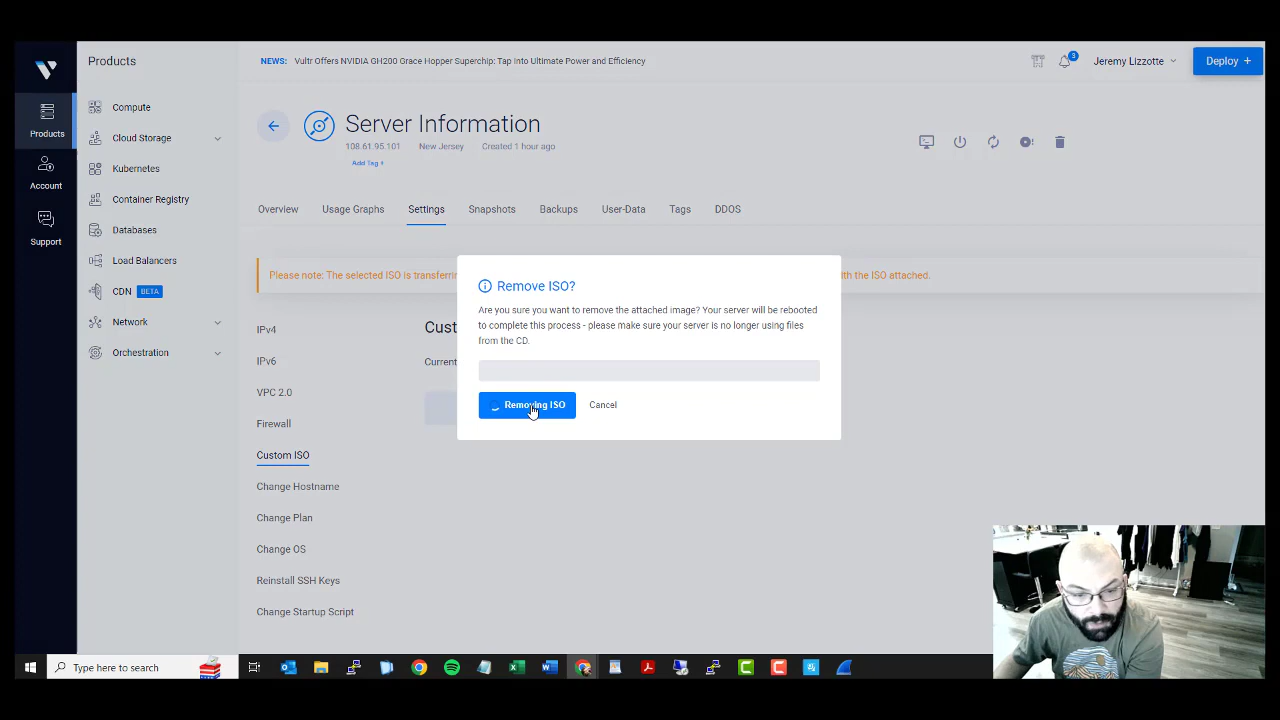 Products
NEWS: Vultr Offers NVIDIA GH200 Grace Hopper Superchip: Tap into Ultimate Power and Efficiency
3
Jeremy Lizzotte
Deploy +
Products
Account
Support
Compute
Cloud Storage
Kubernetes
Container Registry
Databases
Load Balancers
CDN BETA
Network
Orchestration
Server Information
108.61.95.101 New Jersey Created 1 hour ago
Add Tag +
Overview Usage Graphs Settings Snapshots Backups User-Data Tags DDOS
Please note: The selected ISO is transferring
with the ISO attached.
IPv4
IPv6
VPC 2.0
Firewall
Custom ISO
Change Hostname
Change Plan
Change OS
Reinstall SSH Keys
Change Startup Script
Current
Remove ISO?
Are you sure you want to remove the attached image? Your server will be rebooted
to complete this process - please make sure your server is no longer using files
from the CD.
Removing ISO
Cancel
Type here to search